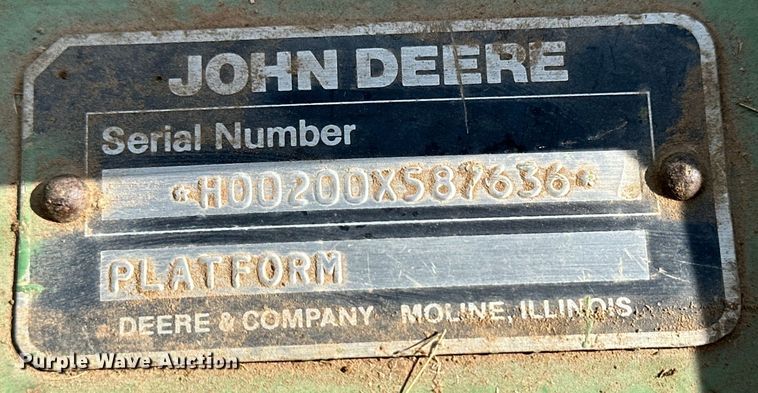 JOHN DEERE
Serial Number
*H00200X587636*
PLATFORM
DEERE & COMPANY MOLINE, ILLINOIS
Purple Wave Auction